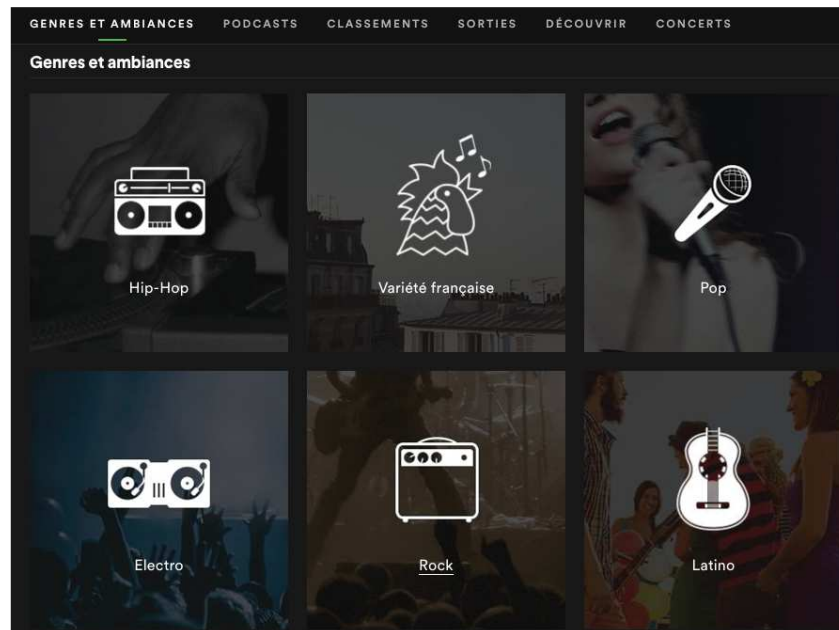 GENRES ET AMBIANCES PODCASTS CLASSEMENTS SORTIES DÉCOUVRIR CONCERTS
Genres et ambiances
Hip-Hop Variété française Pop
Electro Rock Latino